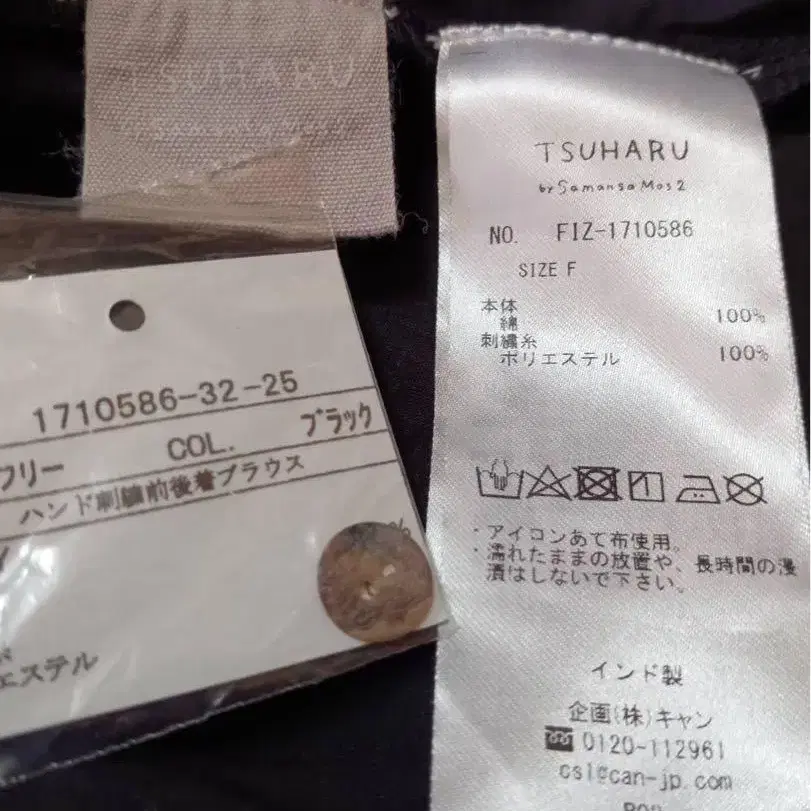 TSUHARU
by Samansa Mos2
1710586-32-25
フリー COL. ブラック
ハンド刺繍前後着ブラウス
%
エステル
TSUHARU
by Samansa Mos2
NO. FIZ-1710586
SIZE F
本体
綿 100%
刺繍糸
ポリエステル 100%
・アイロンあて布使用。
・濡れたままの放置や、長時間の浸
漬はしないで下さい。
インド製
企画(株)キャン
0120-112961
csl@can-jp.com